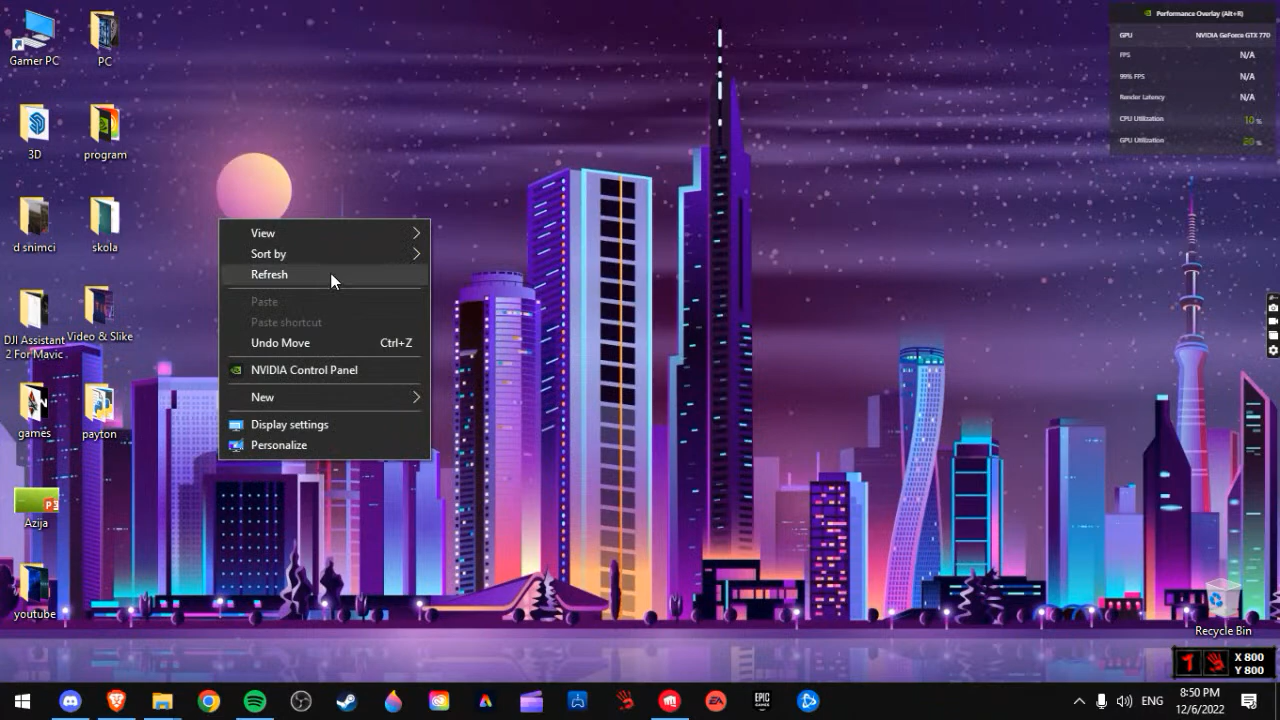 Gamer PC
PC
3D
program
d snimci
skola
DJI Assistant
2 For Mavic
Video & Slike
games
payton
Azija
youtube
View
Sort by
Refresh
Paste
Paste shortcut
Undo Move Ctrl+Z
NVIDIA Control Panel
New
Display settings
Personalize
Performance Overlay (Alt+R)
GPU NVIDIA GeForce GTX 770
FPS N/A
99% FPS N/A
Render Latency N/A
CPU Utilization 10 %
GPU Utilization 20 %
Recycle Bin
X 800
Y 800
EPIC
GAMES
ENG
8:50 PM
12/6/2022